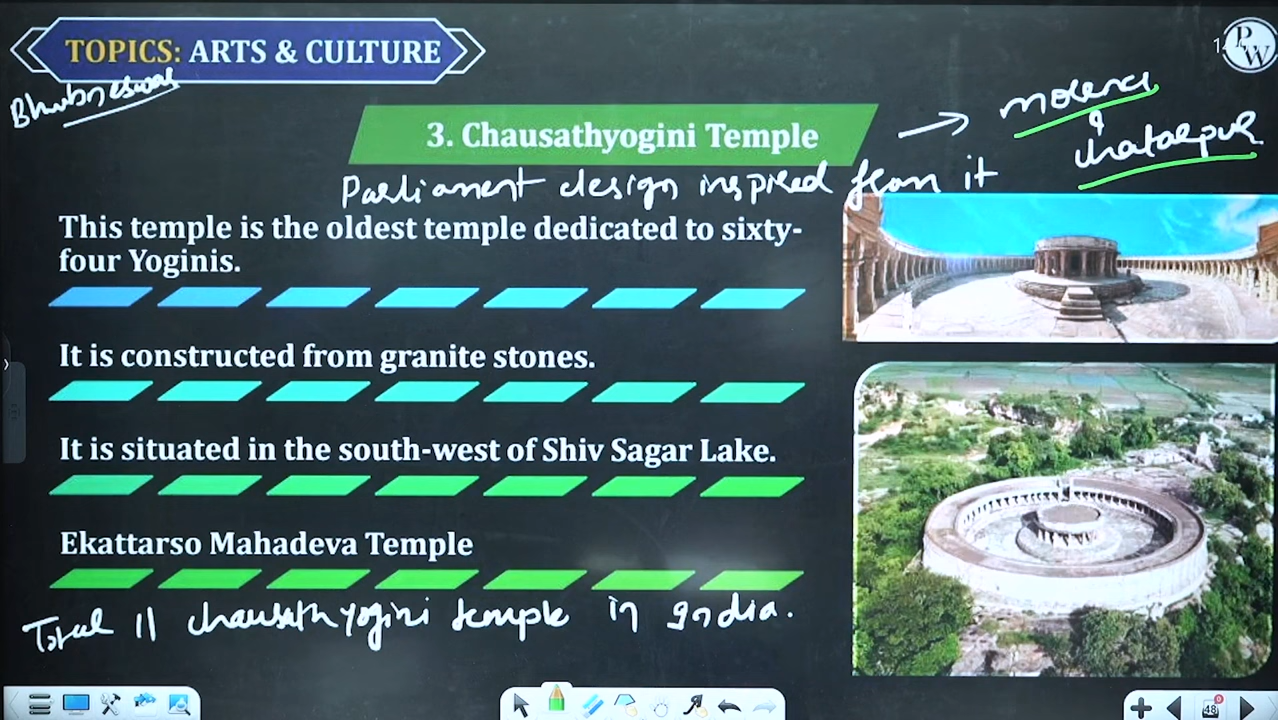 TOPICS: ARTS & CULTURE
PW
Bhubneswar
3. Chausathyogini Temple
→ morena
&
chatarpur
Parliament design inspired from it
This temple is the oldest temple dedicated to sixty-
four Yoginis.
It is constructed from granite stones.
It is situated in the south-west of Shiv Sagar Lake.
Ekattarso Mahadeva Temple
Total 11 chausathyogini temple in India.
48